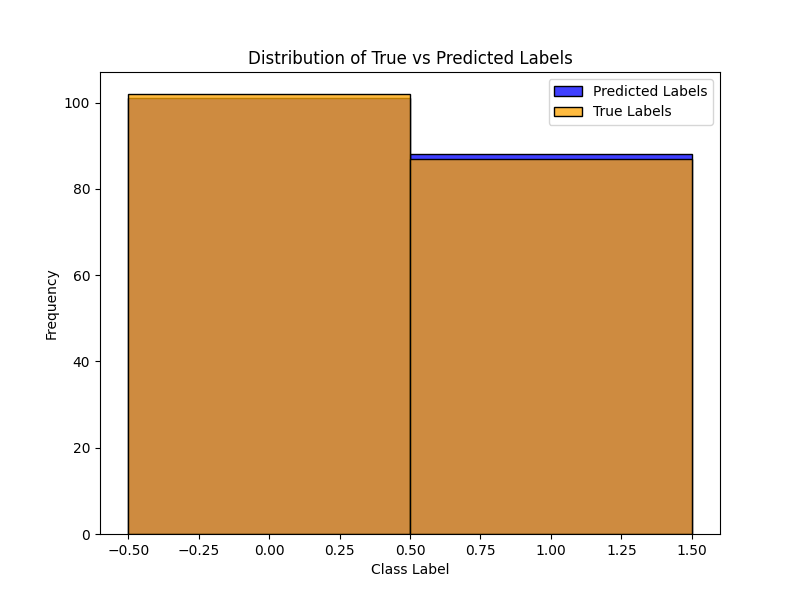 Distribution of True vs Predicted Labels
Predicted Labels
True Labels
100
80
60
40
20
0
Frequency
−0.50 −0.25 0.00 0.25 0.50 0.75 1.00 1.25 1.50
Class Label